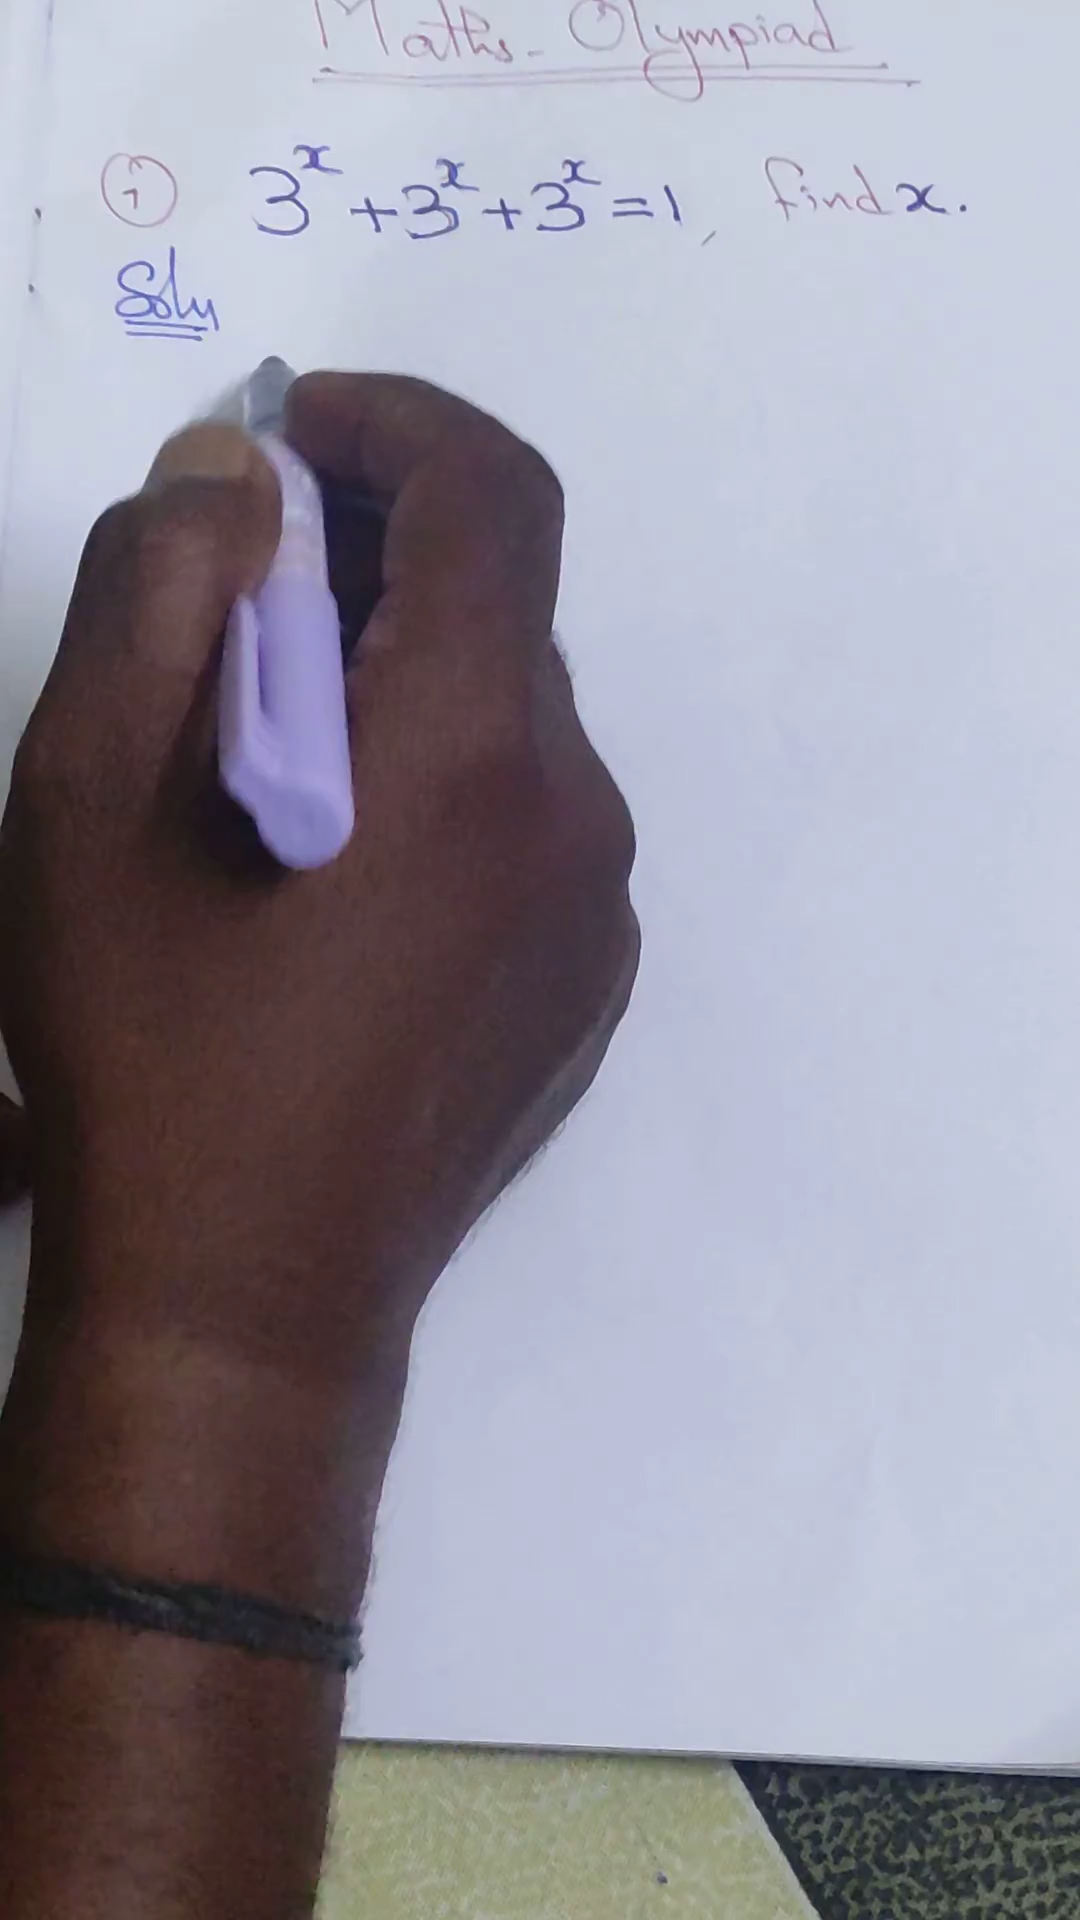 Maths-Olympiad
① 3^x + 3^x + 3^x = 1, find x.
Soln